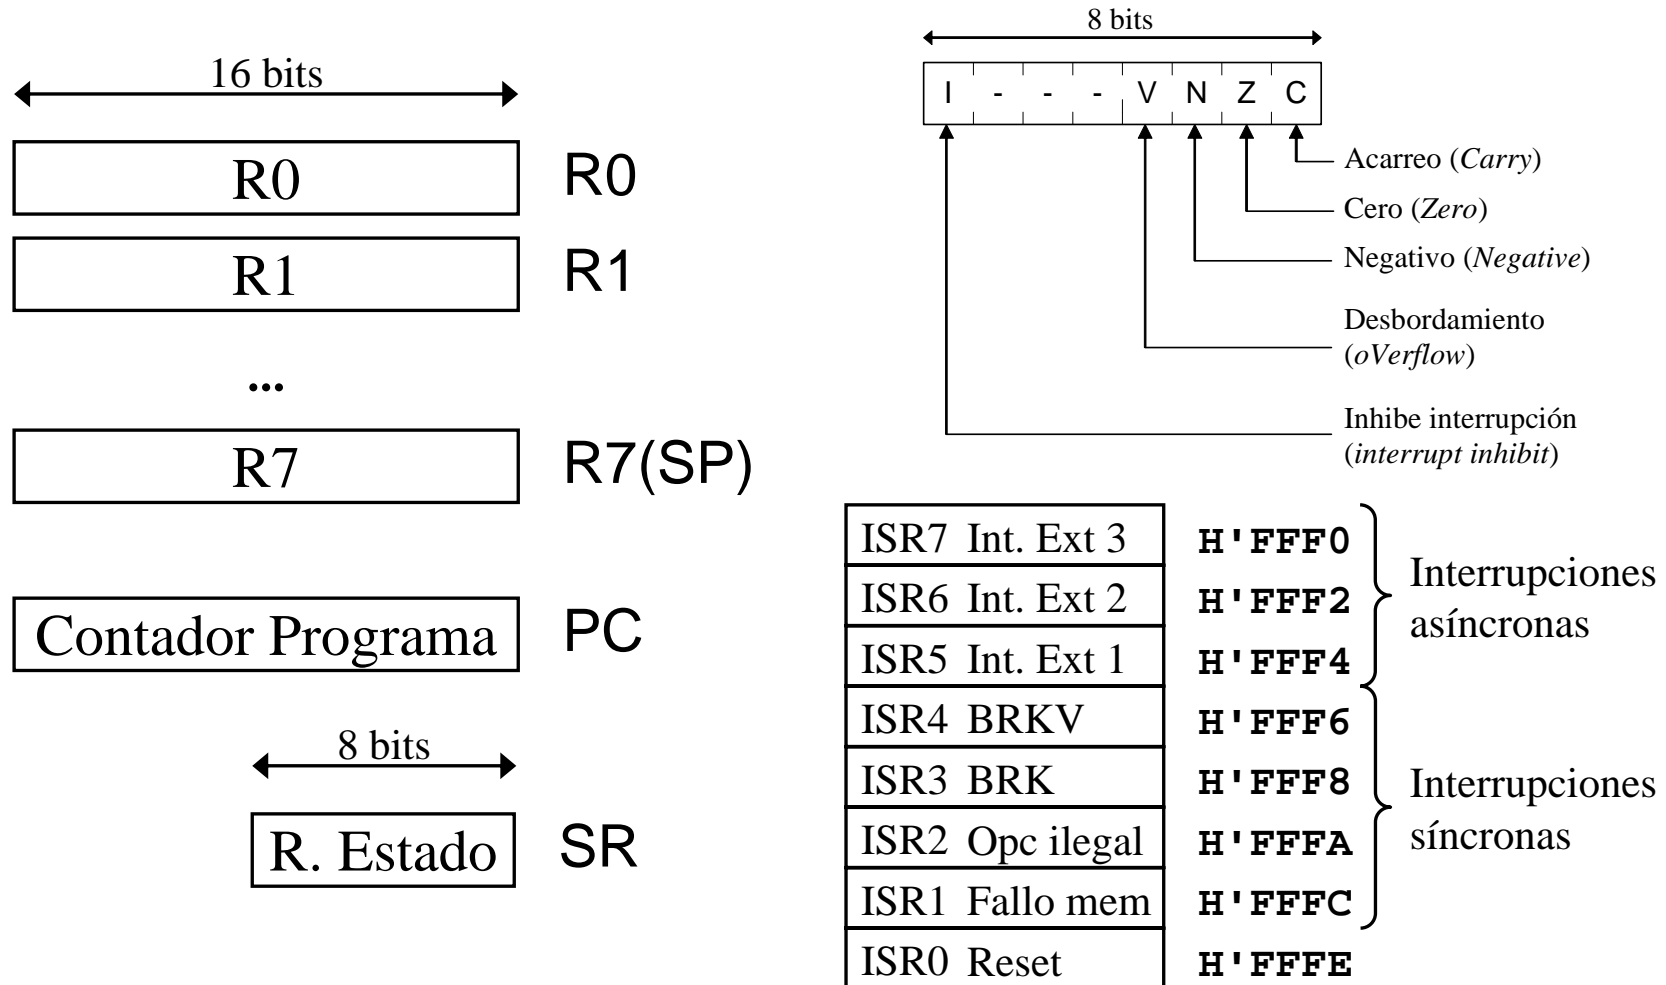 16 bits
R0 R0
R1 R1
...
R7 R7(SP)
Contador Programa PC
8 bits
R. Estado SR
8 bits
I - - - V N Z C
Acarreo (Carry)
Cero (Zero)
Negativo (Negative)
Desbordamiento
(oVerflow)
Inhibe interrupción
(interrupt inhibit)
ISR7 Int. Ext 3 H'FFF0
ISR6 Int. Ext 2 H'FFF2
ISR5 Int. Ext 1 H'FFF4
Interrupciones
asíncronas
ISR4 BRKV H'FFF6
ISR3 BRK H'FFF8
ISR2 Opc ilegal H'FFFA
ISR1 Fallo mem H'FFFC
Interrupciones
síncronas
ISR0 Reset H'FFFE